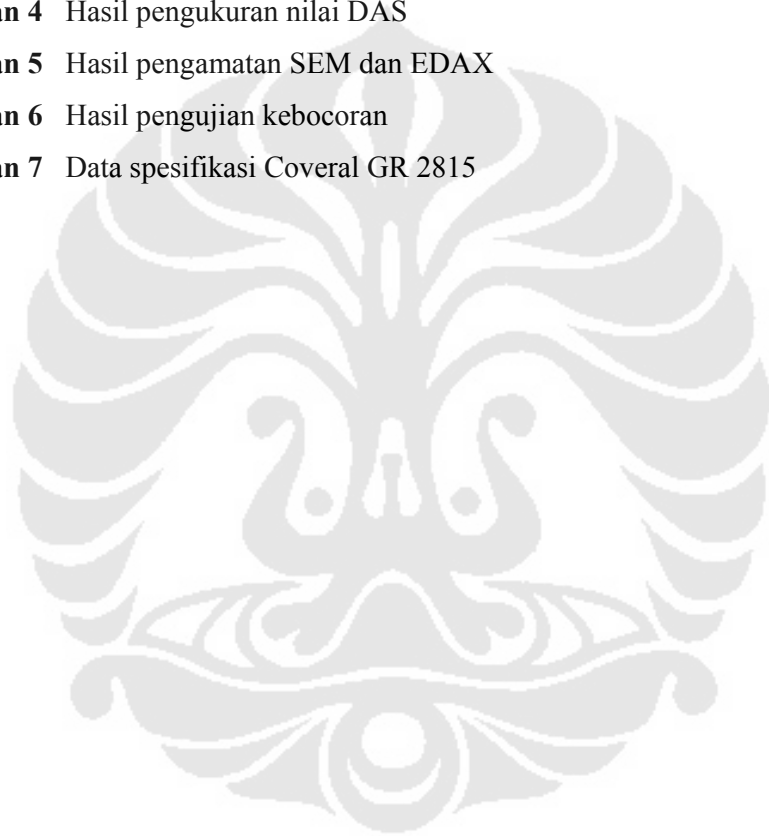 an 4 Hasil pengukuran nilai DAS
an 5 Hasil pengamatan SEM dan EDAX
an 6 Hasil pengujian kebocoran
an 7 Data spesifikasi Coveral GR 2815